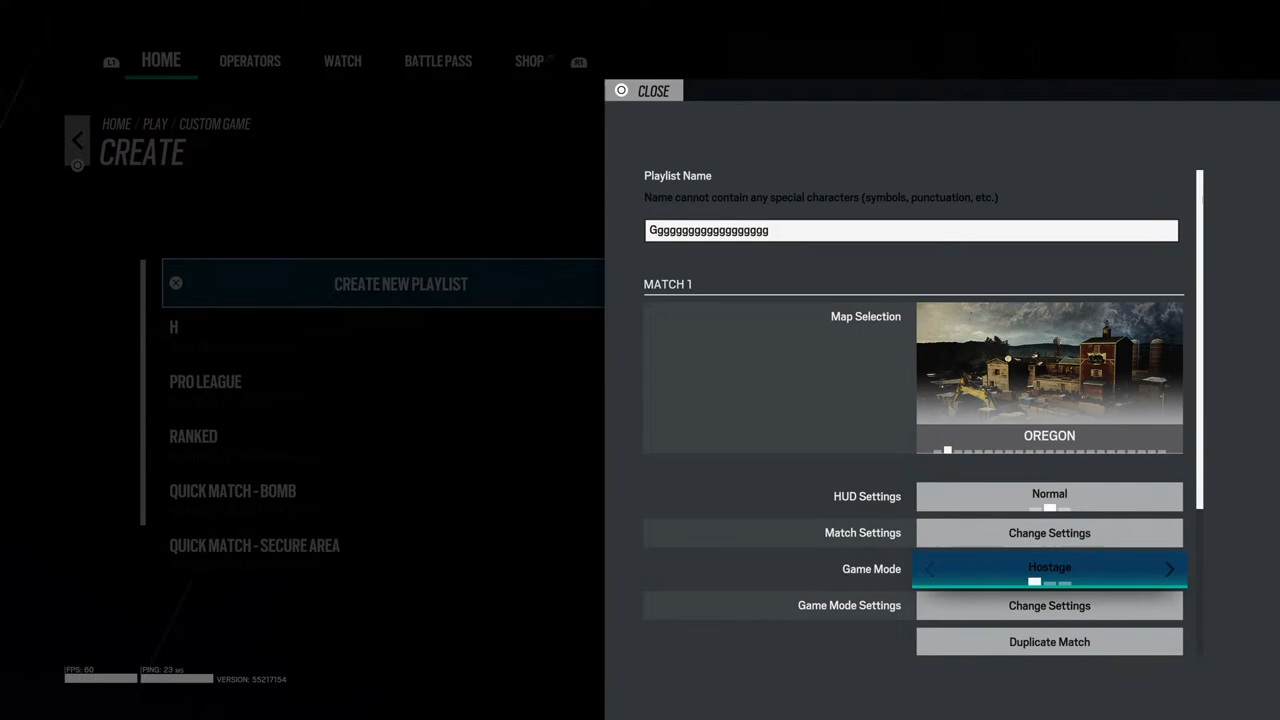 L1 HOME OPERATORS WATCH BATTLE PASS SHOP R1
CLOSE
HOME / PLAY / CUSTOM GAME
CREATE
Playlist Name
Name cannot contain any special characters (symbols, punctuation, etc.)
Ggggggggggggggggggg
CREATE NEW PLAYLIST
MATCH 1
H
Map Selection
PRO LEAGUE
RANKED
OREGON
QUICK MATCH - BOMB
HUD Settings Normal
Match Settings Change Settings
QUICK MATCH - SECURE AREA
Game Mode Hostage
Game Mode Settings Change Settings
Duplicate Match
FPS: 60 PING: 23 MS VERSION: 55217154